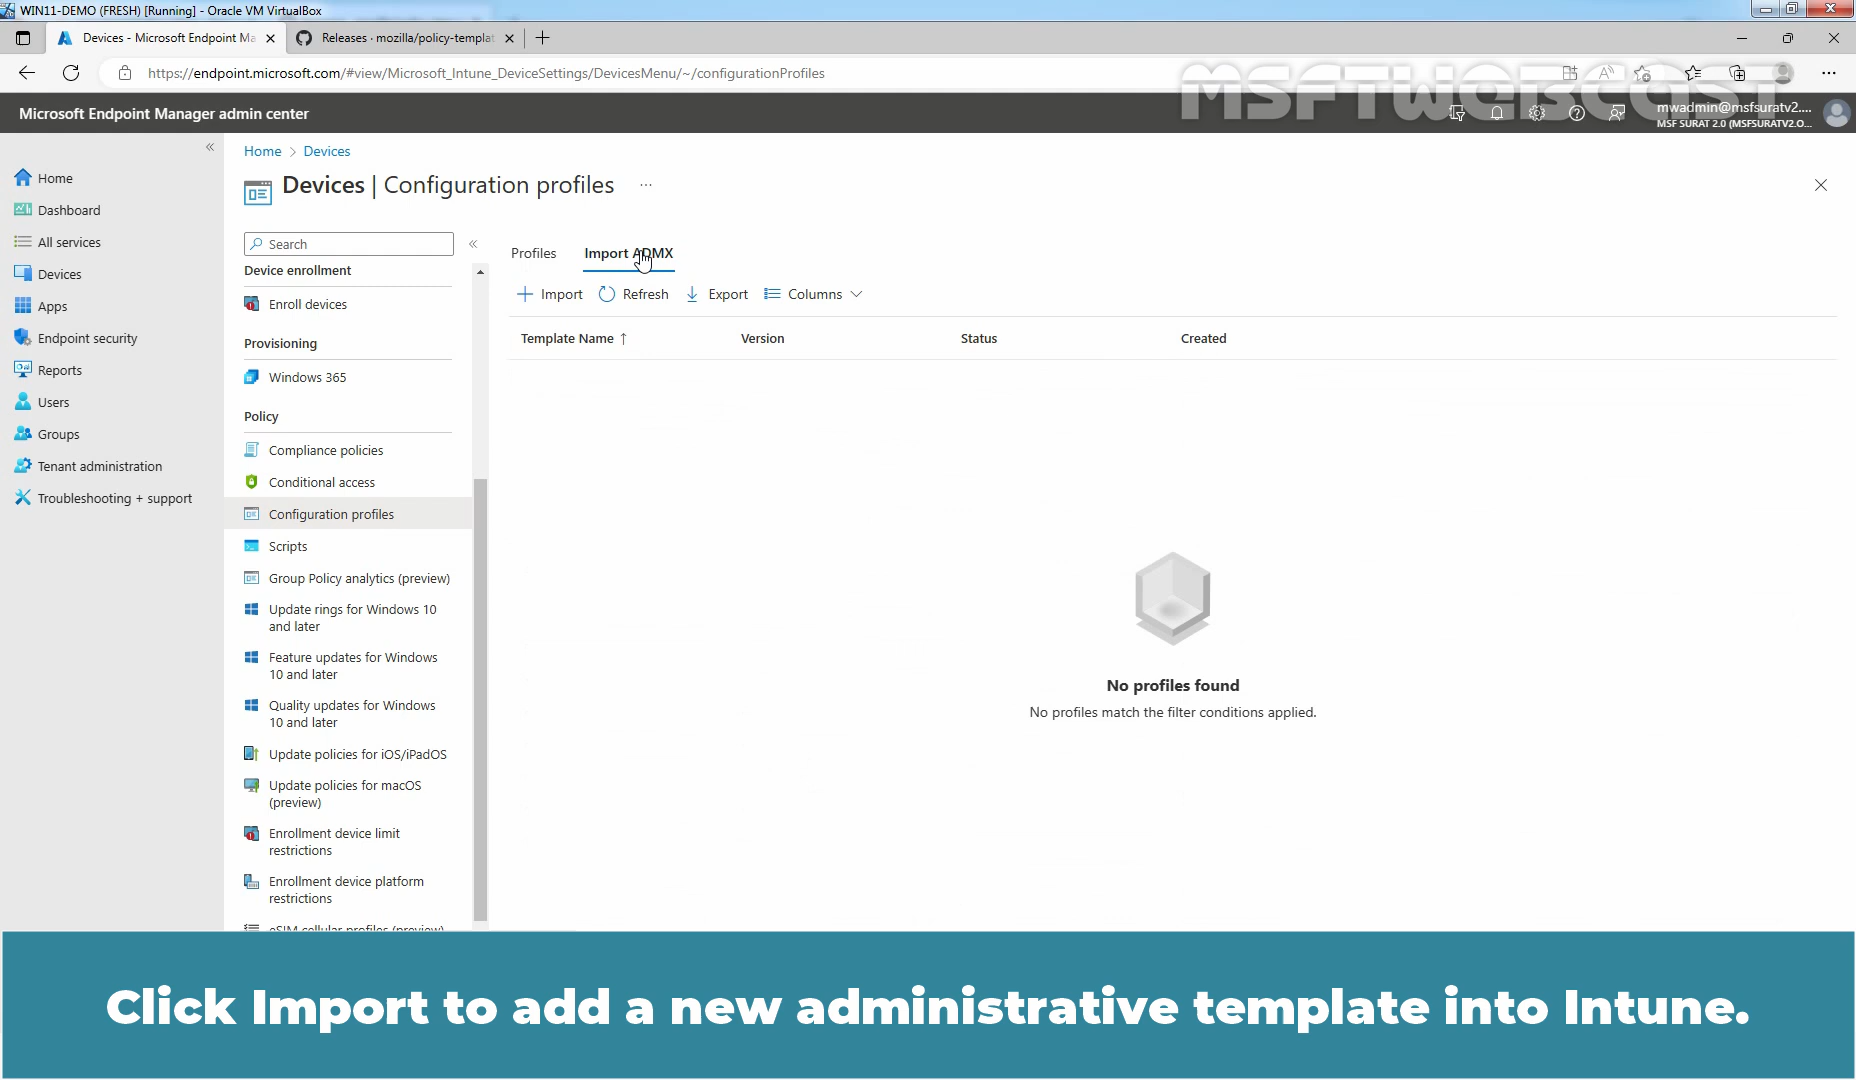 WIN11-DEMO (FRESH) [Running] - Oracle VM VirtualBox
Devices - Microsoft Endpoint Ma
Releases · mozilla/policy-templat
https://endpoint.microsoft.com/#view/Microsoft_Intune_DeviceSettings/DevicesMenu/~/configurationProfiles
MSFTWEBCAST
Microsoft Endpoint Manager admin center
mwadmin@msfsuratv2....
MSF SURAT 2.0 (MSFSURATV2.O...
Home > Devices
Devices | Configuration profiles
Home
Dashboard
All services
Devices
Apps
Endpoint security
Reports
Users
Groups
Tenant administration
Troubleshooting + support
Search
Device enrollment
Enroll devices
Provisioning
Windows 365
Policy
Compliance policies
Conditional access
Configuration profiles
Scripts
Group Policy analytics (preview)
Update rings for Windows 10
and later
Feature updates for Windows
10 and later
Quality updates for Windows
10 and later
Update policies for iOS/iPadOS
Update policies for macOS
(preview)
Enrollment device limit
restrictions
Enrollment device platform
restrictions
eSIM cellular profiles (preview)
Profiles
Import ADMX
Import Refresh Export Columns
Template Name ↑ Version Status Created
No profiles found
No profiles match the filter conditions applied.
Click Import to add a new administrative template into Intune.